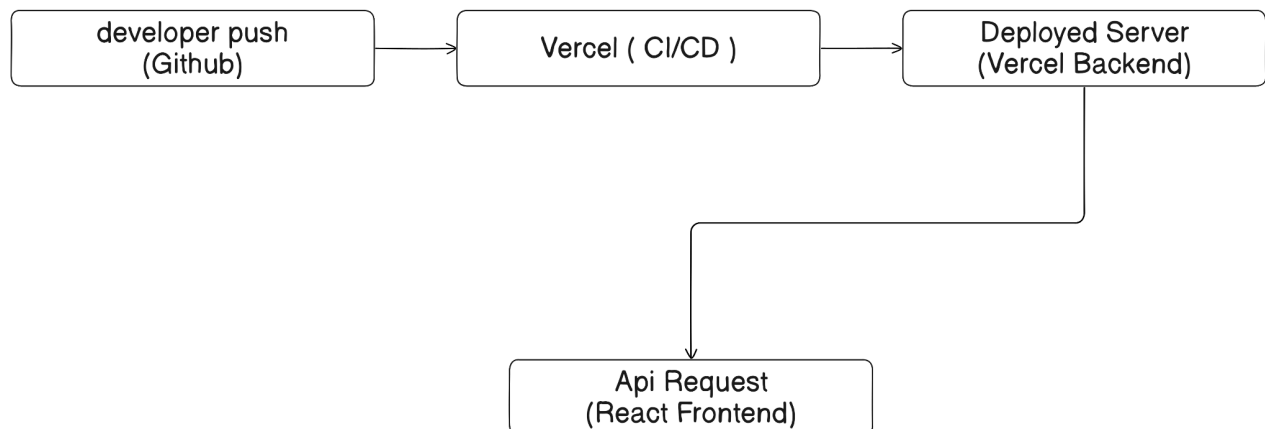 developer push
(Github)
Vercel ( CI/CD )
Deployed Server
(Vercel Backend)
Api Request
(React Frontend)